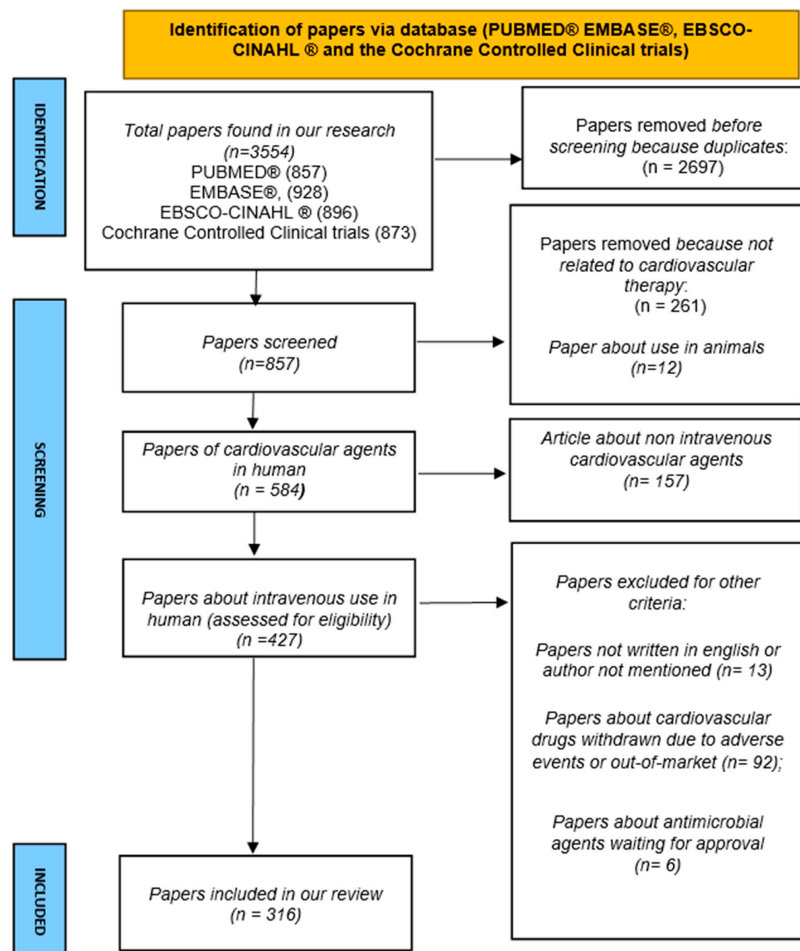 Identification of papers via database (PUBMED® EMBASE®, EBSCO-
CINAHL ® and the Cochrane Controlled Clinical trials)
IDENTIFICATION
Total papers found in our research
(n=3554)
PUBMED® (857)
EMBASE®, (928)
EBSCO-CINAHL ® (896)
Cochrane Controlled Clinical trials (873)
Papers removed before
screening because duplicates:
(n = 2697)
SCREENING
Papers screened
(n=857)
Papers removed because not
related to cardiovascular
therapy:
(n = 261)
Paper about use in animals
(n=12)
Papers of cardiovascular agents
in human
(n = 584)
Article about non intravenous
cardiovascular agents
(n= 157)
Papers about intravenous use in
human (assessed for eligibility)
(n =427)
Papers excluded for other
criteria:
Papers not written in english or
author not mentioned (n= 13)
Papers about cardiovascular
drugs withdrawn due to adverse
events or out-of-market (n= 92);
Papers about antimicrobial
agents waiting for approval
(n= 6)
INCLUDED
Papers included in our review
(n = 316)